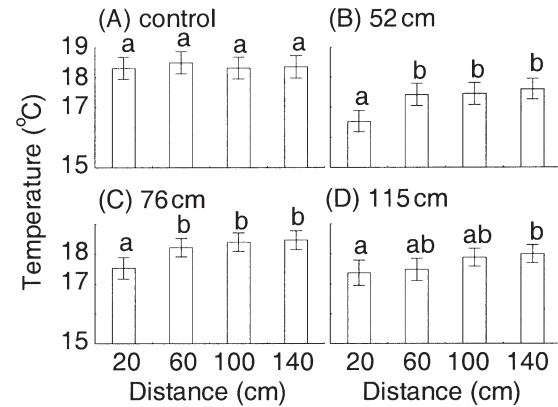 (A) control
(B) 52 cm
19
18
17
15
a a a a
a b b b
Temperature (°C)
(C) 76 cm
(D) 115 cm
18
17
15
a b b b
a ab ab b
20 60 100 140
20 60 100 140
Distance (cm)
Distance (cm)